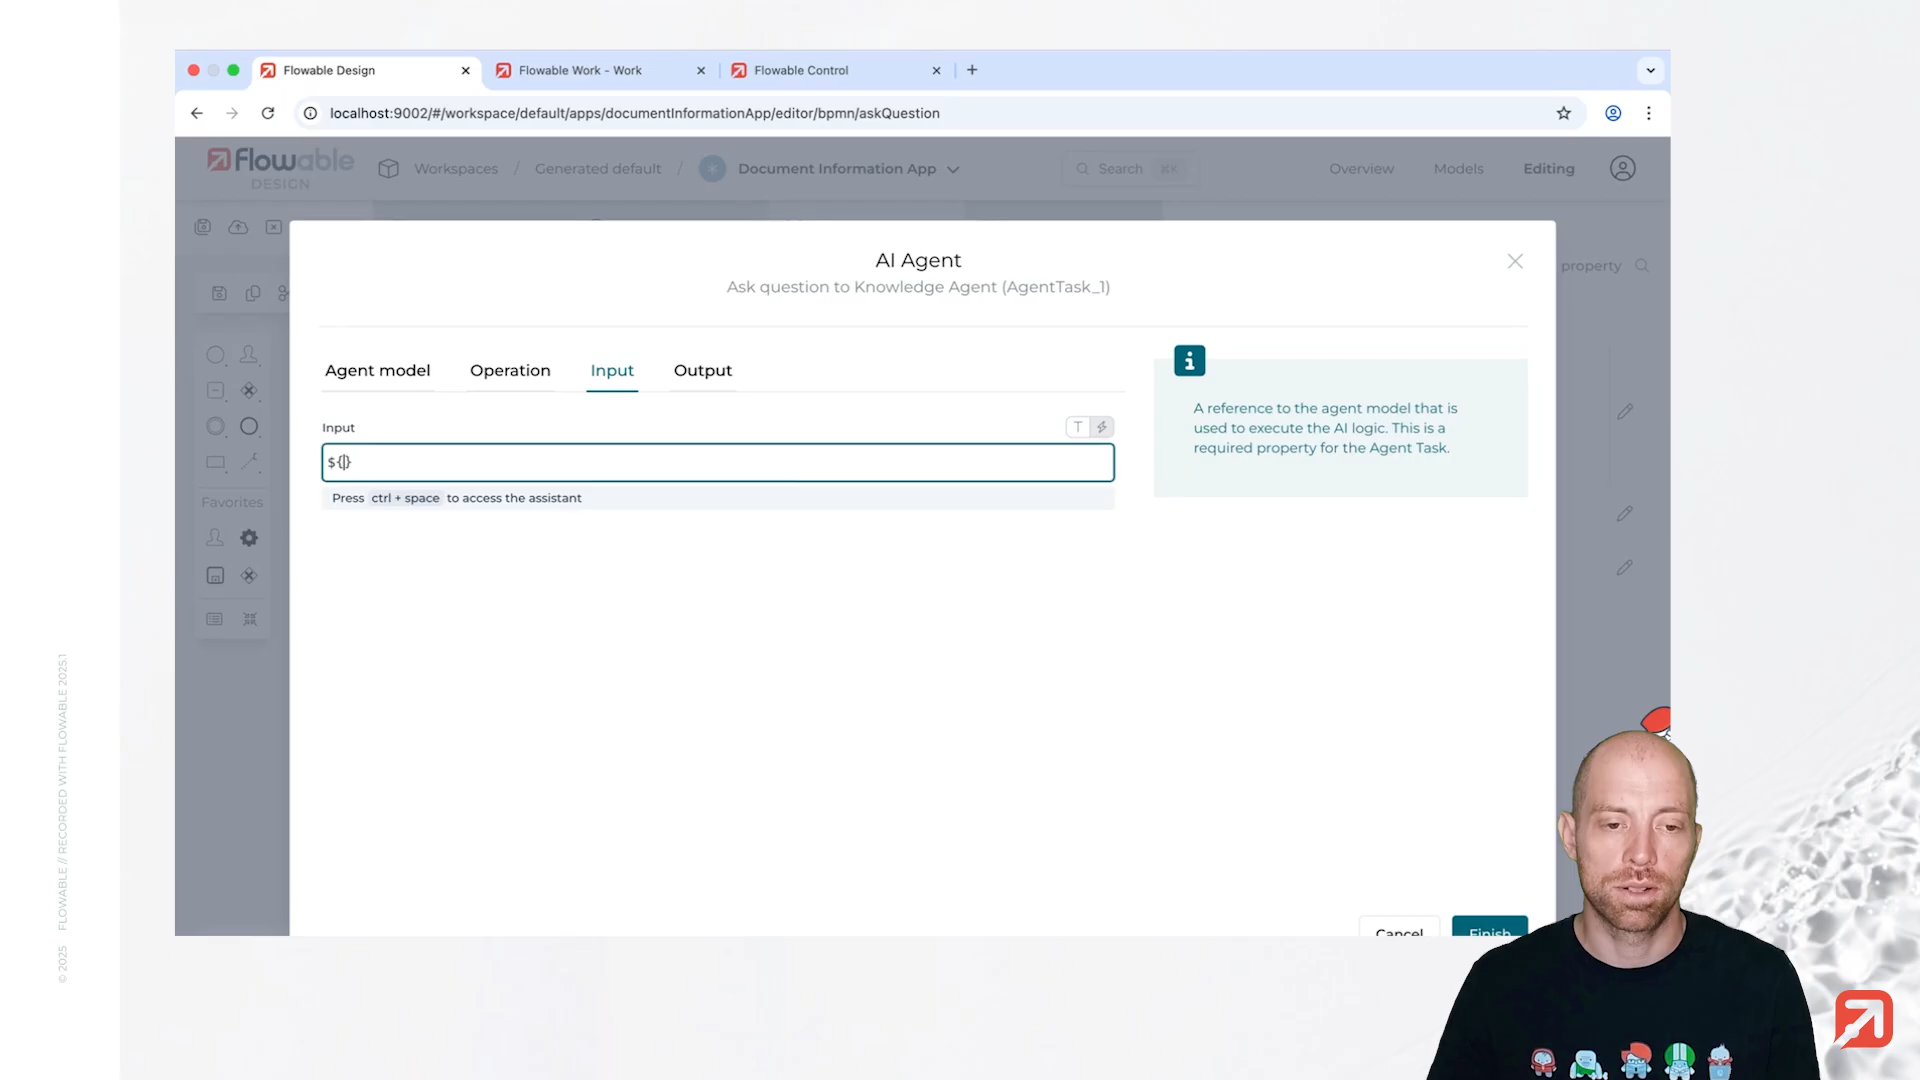 Flowable Design
Flowable Work - Work
Flowable Control
localhost:9002/#/workspace/default/apps/documentInformationApp/editor/bpmn/askQuestion
Flowable
DESIGN
Workspaces / Generated default / Document Information App
Search ⌘K
Overview
Models
Editing
property
AI Agent
Ask question to Knowledge Agent (AgentTask_1)
Agent model
Operation
Input
Output
Input
T
${}
Press ctrl + space to access the assistant
A reference to the agent model that is
used to execute the AI logic. This is a
required property for the Agent Task.
Favorites
Cancel
Finish
© 2025 FLOWABLE // RECORDED WITH FLOWABLE 2025.1